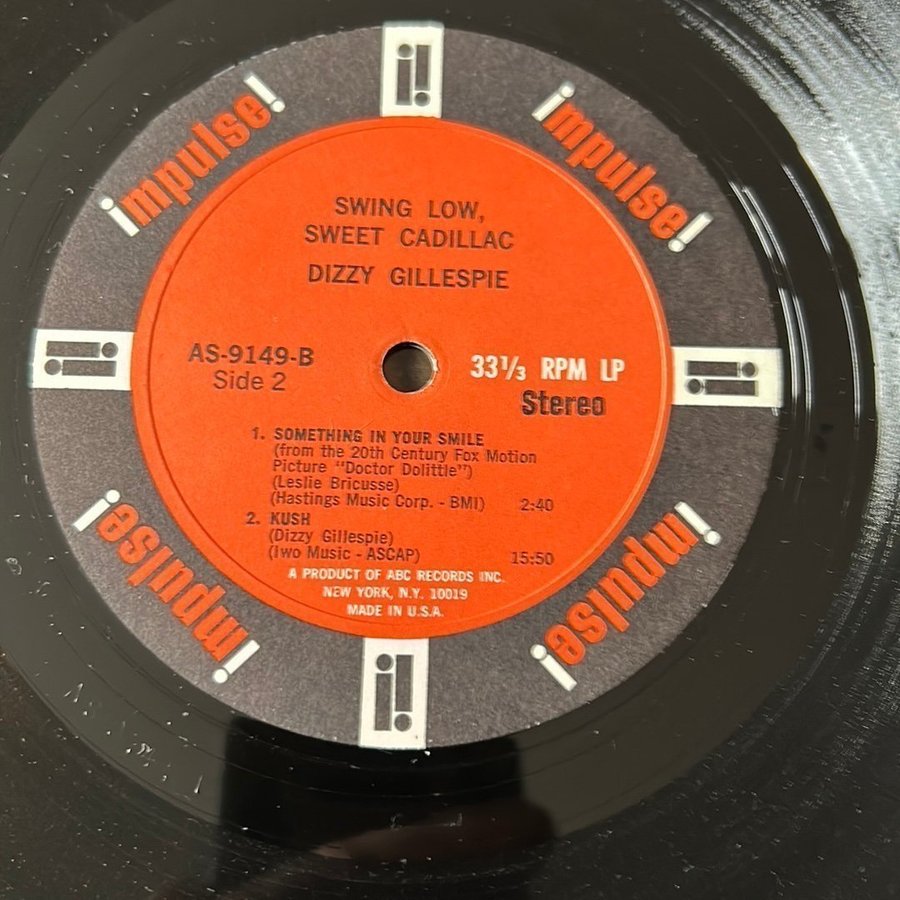 impulse!
impulse!
SWING LOW,
SWEET CADILLAC
DIZZY GILLESPIE
AS-9149-B
Side 2
33⅓ RPM LP
Stereo
1. SOMETHING IN YOUR SMILE
(from the 20th Century Fox Motion
Picture "Doctor Dolittle")
(Leslie Bricusse)
(Hastings Music Corp. - BMI) 2:40
2. KUSH
(Dizzy Gillespie)
(Iwo Music - ASCAP) 15:50
A PRODUCT OF ABC RECORDS INC.
NEW YORK, N.Y. 10019
MADE IN U.S.A.
impulse!
impulse!